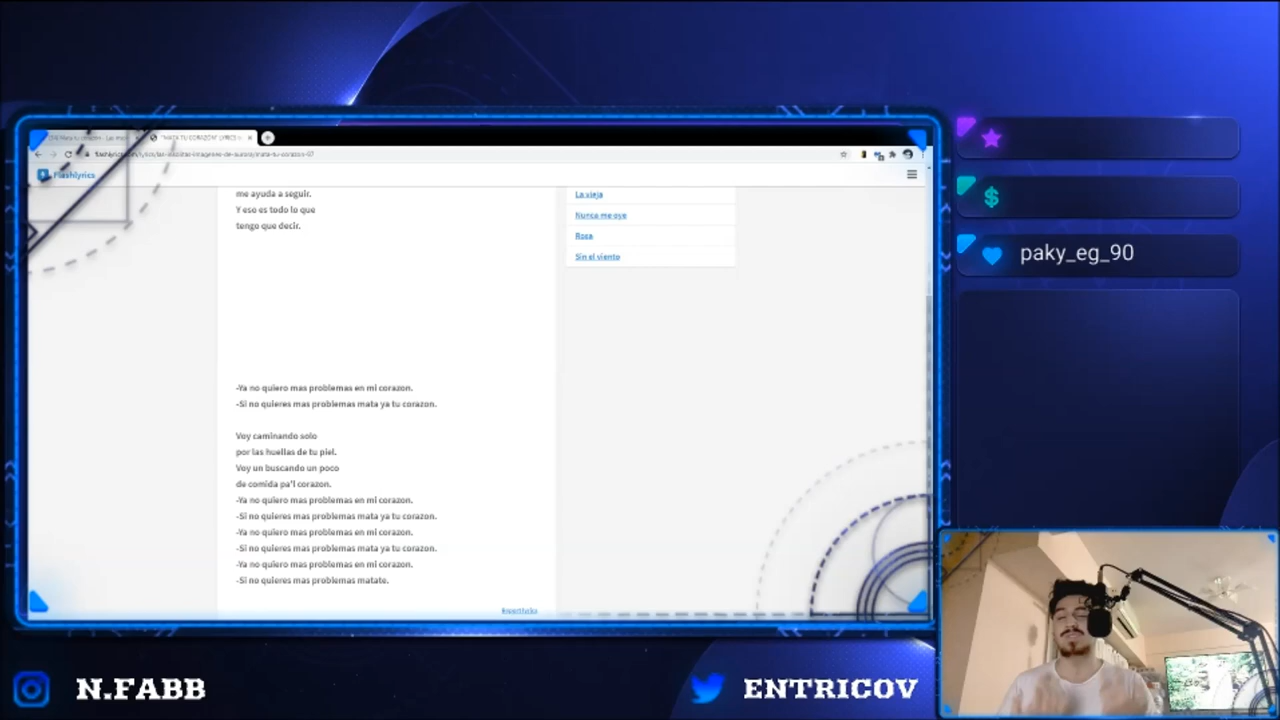 "MATA TU CORAZÓN" LYRICS
Flashlyrics
me ayuda a seguir.
Y eso es todo lo que
tengo que decir.
-Ya no quiero mas problemas en mi corazon.
-Si no quieres mas problemas mata ya tu corazon.
Voy caminando solo
por las huellas de tu piel.
Voy un buscando un poco
de comida pa'l corazon.
-Ya no quiero mas problemas en mi corazon.
-Si no quieres mas problemas mata ya tu corazon.
-Ya no quiero mas problemas en mi corazon.
-Si no quieres mas problemas mata ya tu corazon.
-Ya no quiero mas problemas en mi corazon.
-Si no quieres mas problemas matate.
La vieja
Nunca me oye
Rosa
Sin el viento
$
paky_eg_90
N.FABB
ENTRICOV